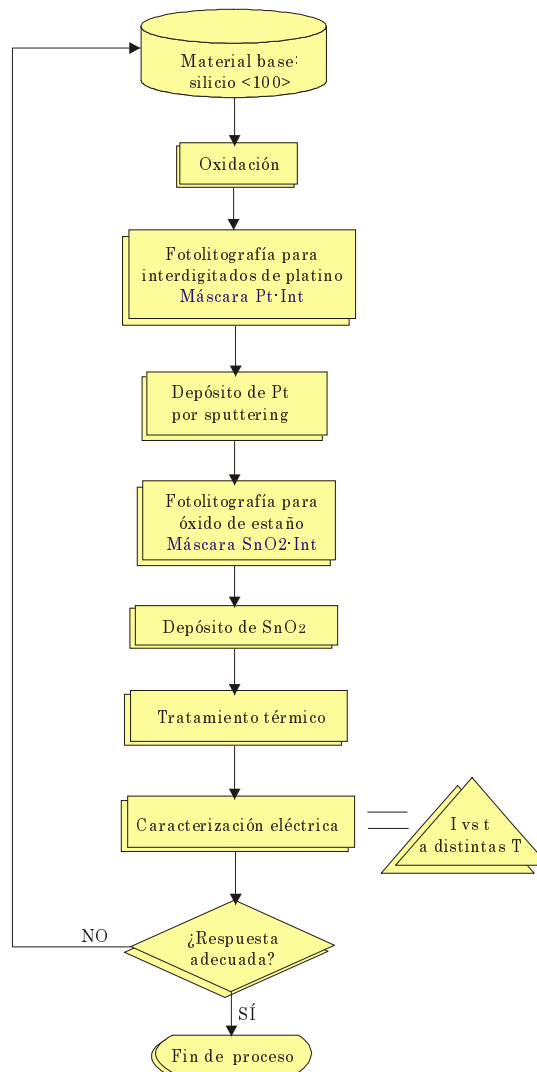 Material base:
silicio <100>
Oxidación
Fotolitografía para
interdigitados de platino
Máscara Pt-Int
Depósito de Pt
por sputtering
Fotolitografía para
óxido de estaño
Máscara SnO2-Int
Depósito de SnO2
Tratamiento térmico
Caracterización eléctrica
I vs t
a distintas T
¿Respuesta
adecuada?
NO
SÍ
Fin de proceso